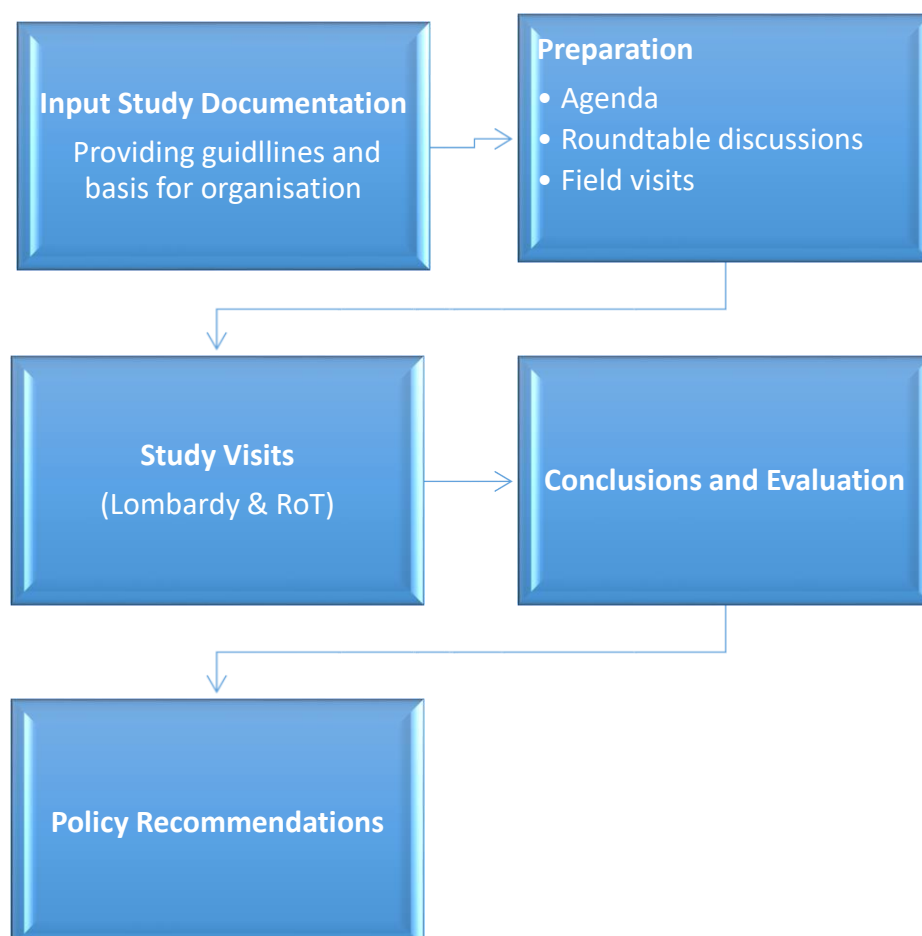 Input Study Documentation
Providing guidllines and
basis for organisation
Preparation
• Agenda
• Roundtable discussions
• Field visits
Study Visits
(Lombardy & RoT)
Conclusions and Evaluation
Policy Recommendations